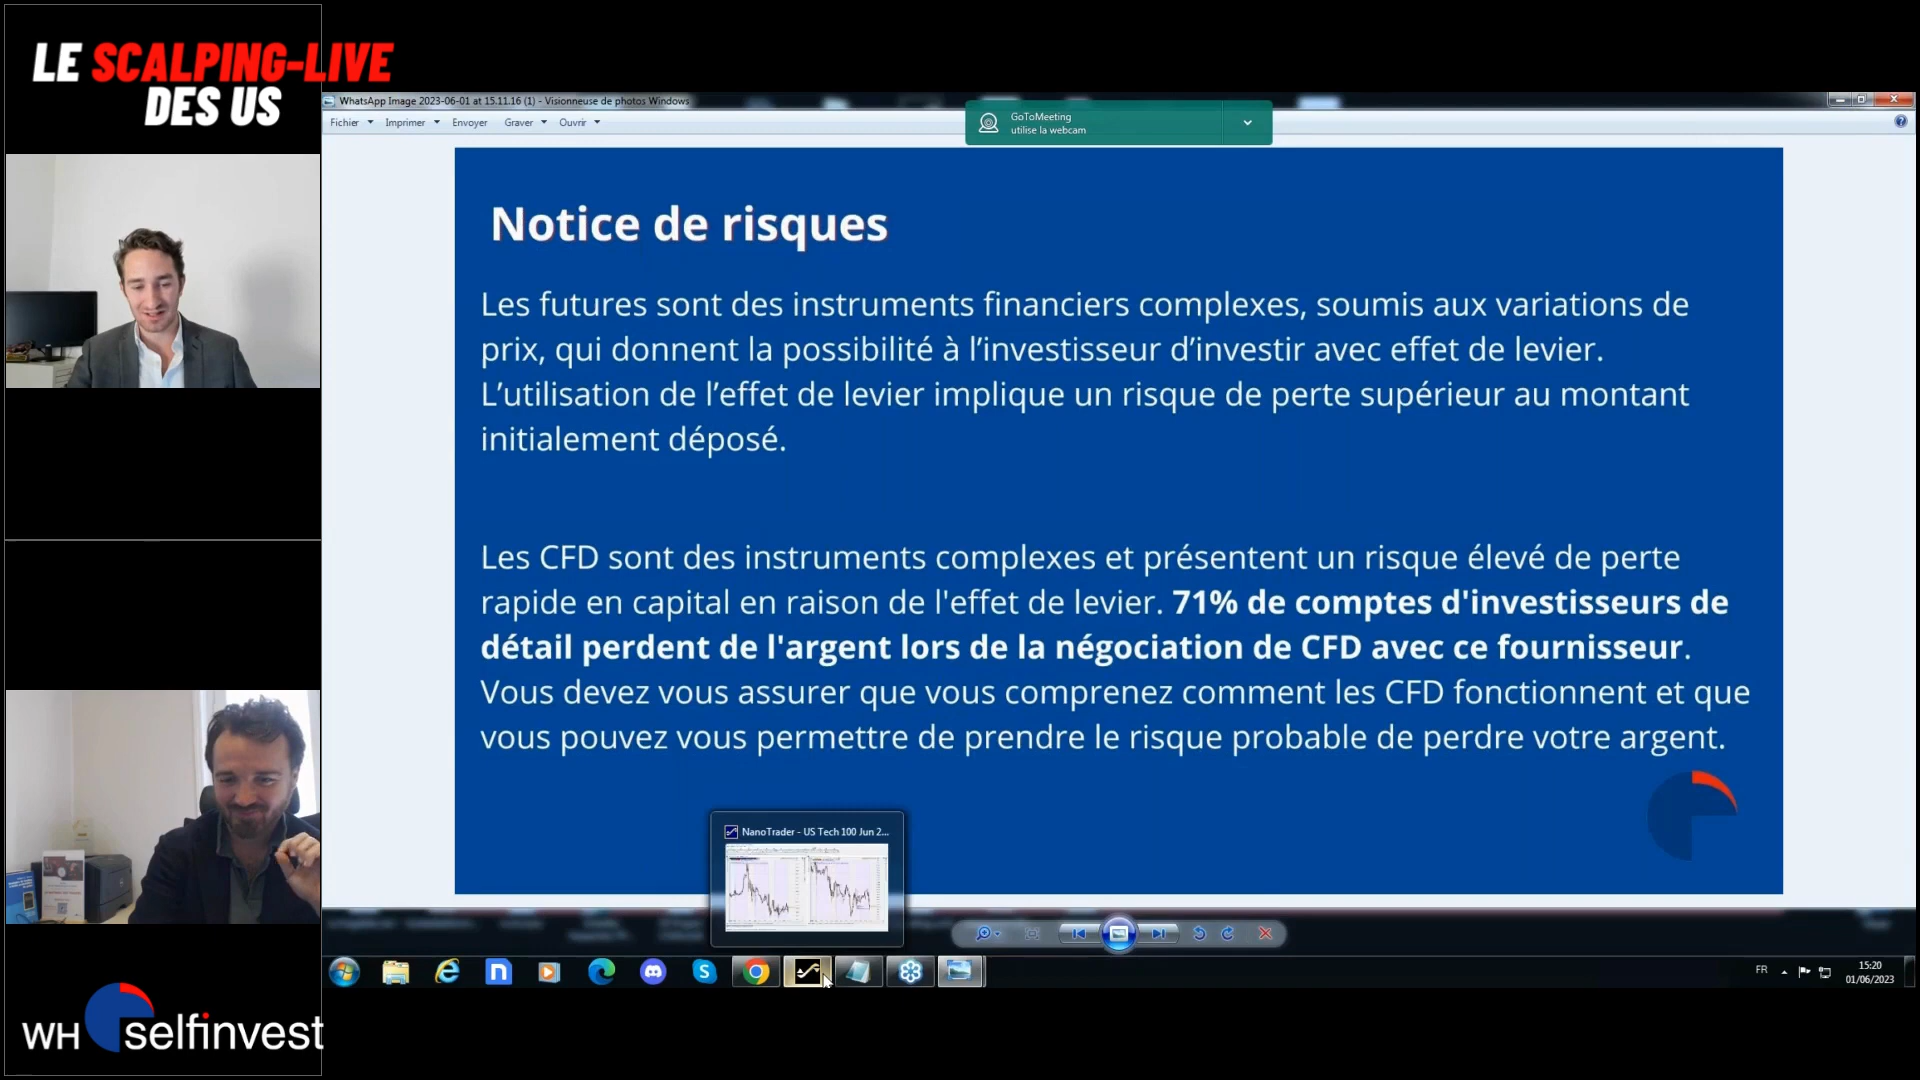 LE SCALPING-LIVE
DES US
WhatsApp Image 2023-06-01 at 15.11.16 (1) - Visionneuse de photos Windows
Fichier Imprimer Envoyer Graver Ouvrir
GoToMeeting
utilise la webcam
Notice de risques
Les futures sont des instruments financiers complexes, soumis aux variations de
prix, qui donnent la possibilité à l’investisseur d’investir avec effet de levier.
L’utilisation de l’effet de levier implique un risque de perte supérieur au montant
initialement déposé.
Les CFD sont des instruments complexes et présentent un risque élevé de perte
rapide en capital en raison de l'effet de levier. 71% de comptes d'investisseurs de
détail perdent de l'argent lors de la négociation de CFD avec ce fournisseur.
Vous devez vous assurer que vous comprenez comment les CFD fonctionnent et que
vous pouvez vous permettre de prendre le risque probable de perdre votre argent.
NanoTrader - US Tech 100 Jun 2...
FR
15:20
01/06/2023
WH selfinvest